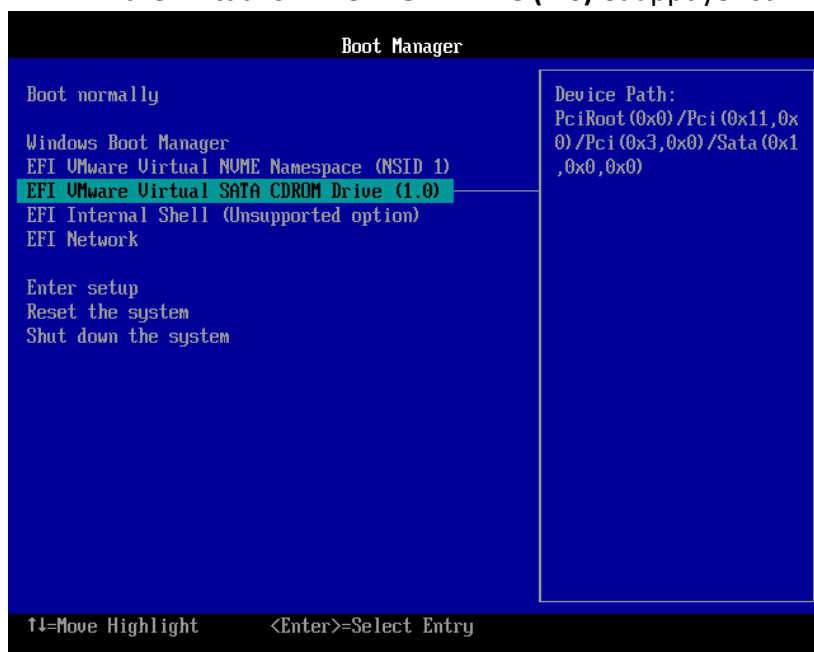 Boot Manager
Boot normally
Windows Boot Manager
EFI VMware Virtual NVME Namespace (NSID 1)
EFI VMware Virtual SATA CDROM Drive (1.0)
EFI Internal Shell (Unsupported option)
EFI Network
Enter setup
Reset the system
Shut down the system
Device Path:
PciRoot(0x0)/Pci(0x11,0x
0)/Pci(0x3,0x0)/Sata(0x1
,0x0,0x0)
↑↓=Move Highlight <Enter>=Select Entry